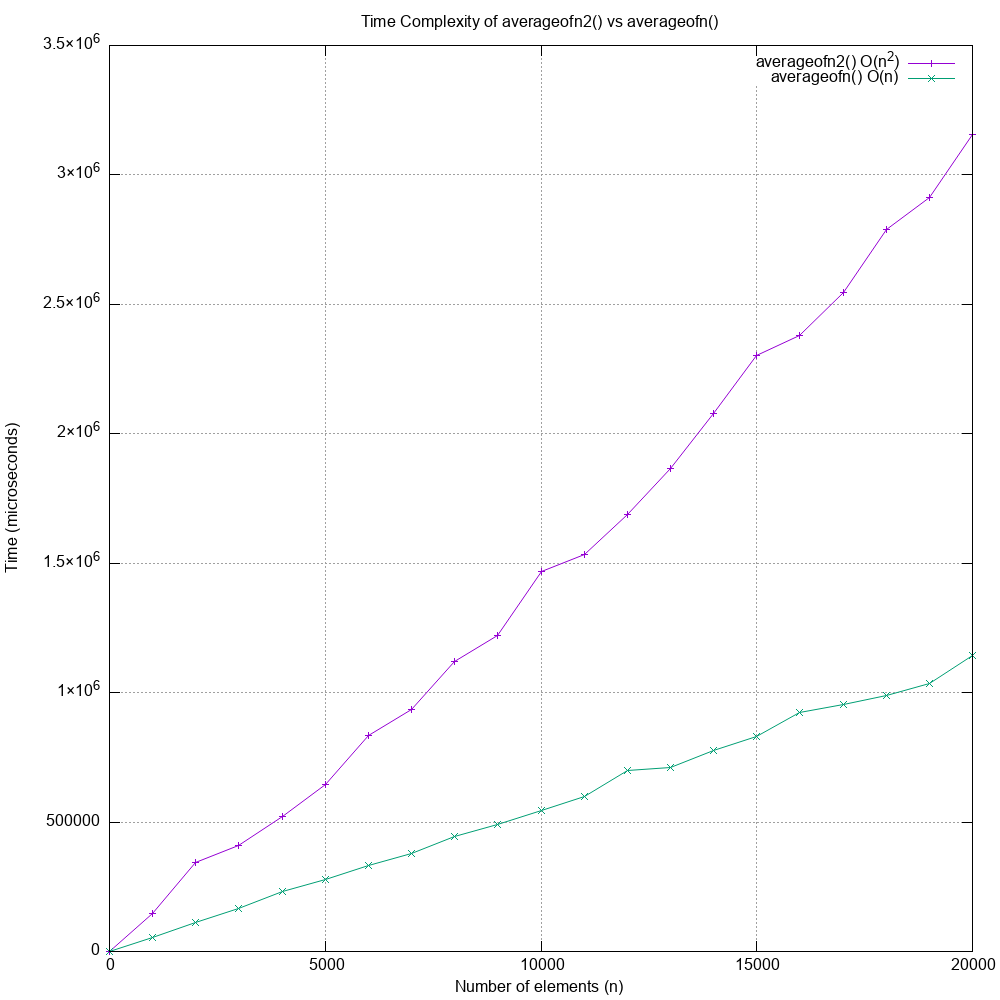 Time Complexity of averageofn2() vs averageofn()
averageofn2() O(n²)
averageofn() O(n)
3.5×10⁶
3×10⁶
2.5×10⁶
2×10⁶
1.5×10⁶
1×10⁶
500000
0
Time (microseconds)
0 5000 10000 15000 20000
Number of elements (n)